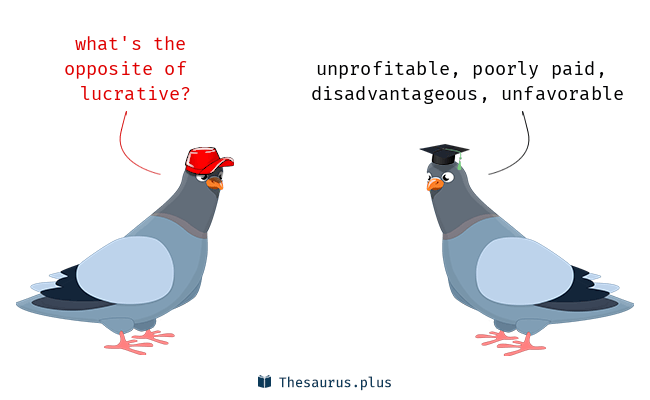 what's the
opposite of
lucrative?
unprofitable, poorly paid,
disadvantageous, unfavorable
Thesaurus.plus